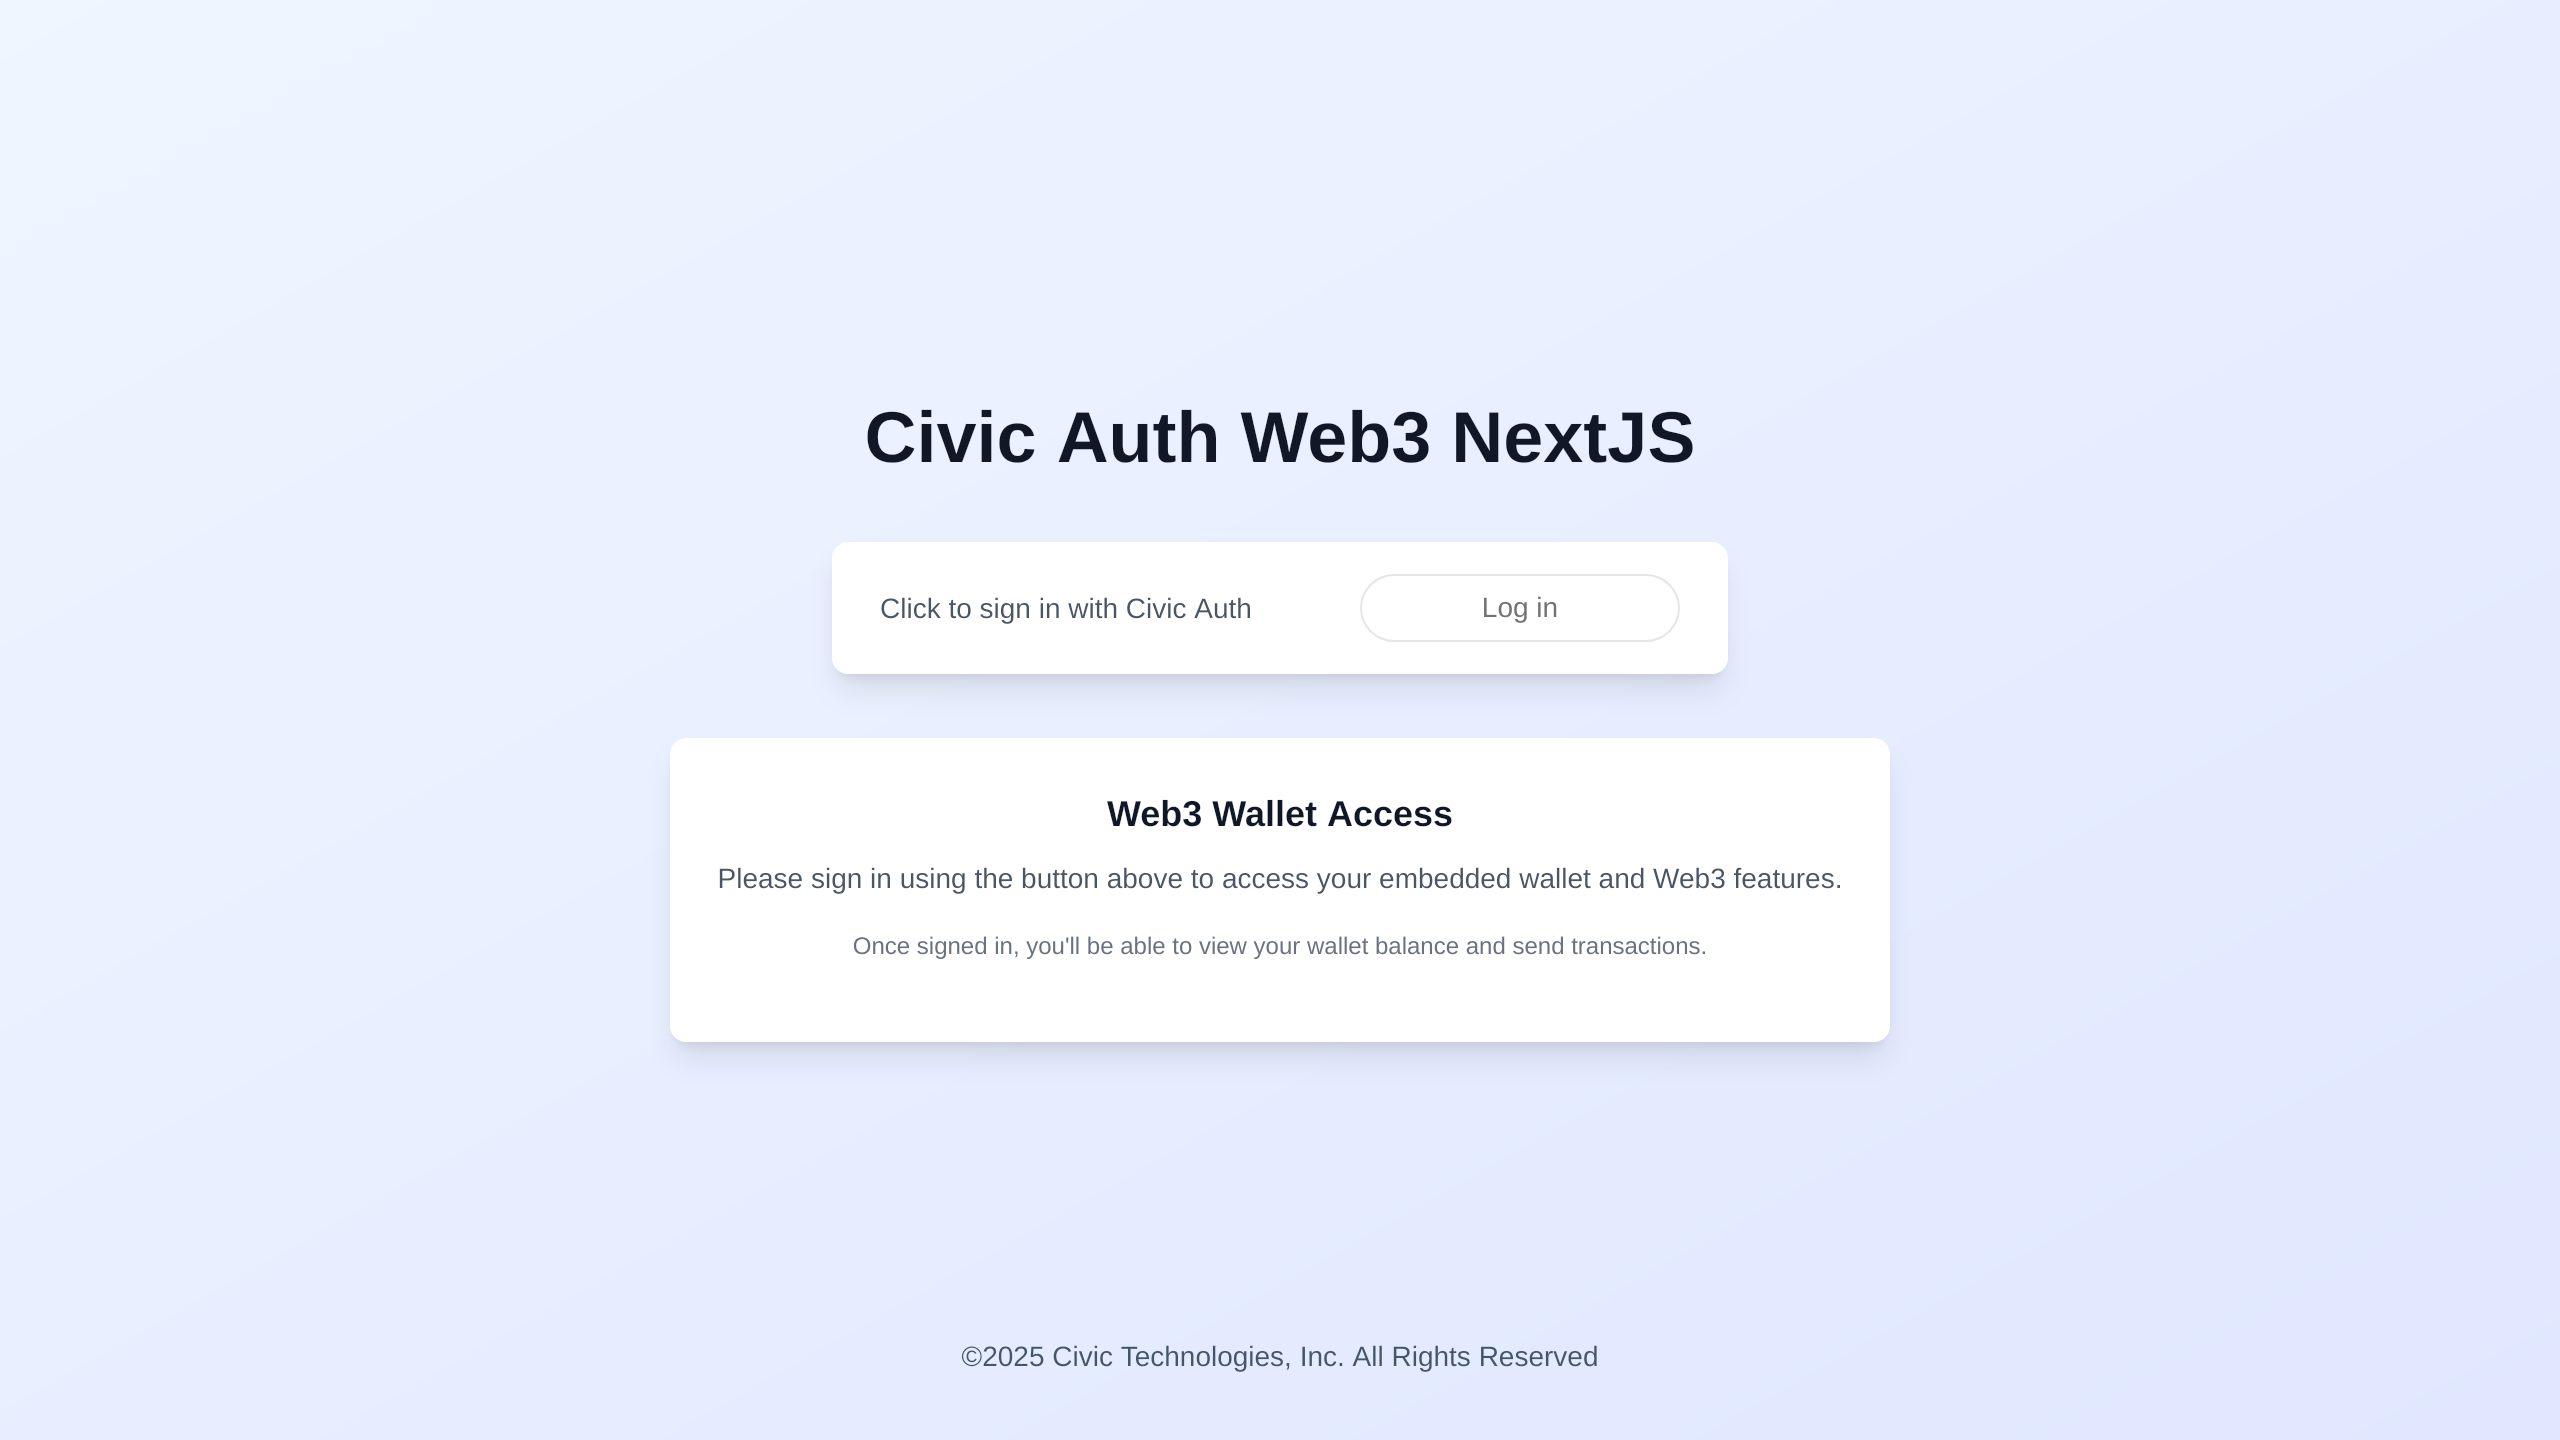 Civic Auth Web3 NextJS
Click to sign in with Civic Auth
Log in
Web3 Wallet Access
Please sign in using the button above to access your embedded wallet and Web3 features.
Once signed in, you'll be able to view your wallet balance and send transactions.
©2025 Civic Technologies, Inc. All Rights Reserved